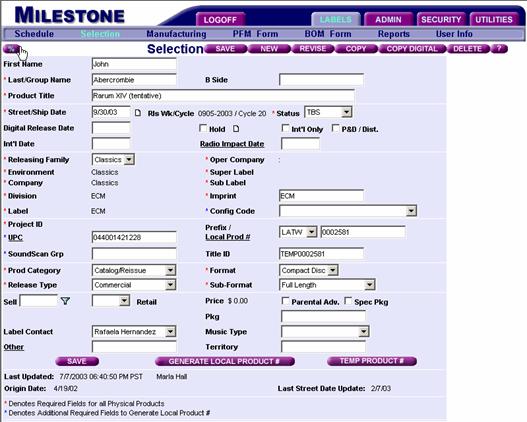 MILESTONE
LOGOFF LABELS ADMIN SECURITY UTILITIES
Schedule Selection Manufacturing PFM Form BOM Form Reports User Info
Selection SAVE NEW REVISE COPY COPY DIGITAL DELETE ?
First Name John
* Last/Group Name Abercrombie B Side
* Product Title Rarum XIV (tentative)
* Street/Ship Date 9/30/03 Rls Wk/Cycle 0905-2003 / Cycle 20 * Status TBS
Digital Release Date Hold Int'l Only P&D / Dist.
Int'l Date Radio Impact Date
* Releasing Family Classics * Oper Company :
* Environment Classics * Super Label
* Company Classics * Sub Label
* Division ECM * Imprint ECM
* Label ECM * Config Code
* Project ID Prefix / LATW 0002581
* UPC 044001421228 Local Prod #
* SoundScan Grp Title ID TEMP0002581
* Prod Category Catalog/Reissue * Format Compact Disc
* Release Type Commercial * Sub-Format Full Length
Sell Retail Price $ 0.00 Parental Adv. Spec Pkg
Pkg
Label Contact Rafaela Hernandez Music Type
Other Territory
SAVE GENERATE LOCAL PRODUCT # TEMP PRODUCT #
Last Updated: 7/7/2003 06:40:50 PM PST Marla Hall
Origin Date: 4/19/02 Last Street Date Update: 2/7/03
* Denotes Required Fields for all Physical Products
* Denotes Additional Required Fields to Generate Local Product #